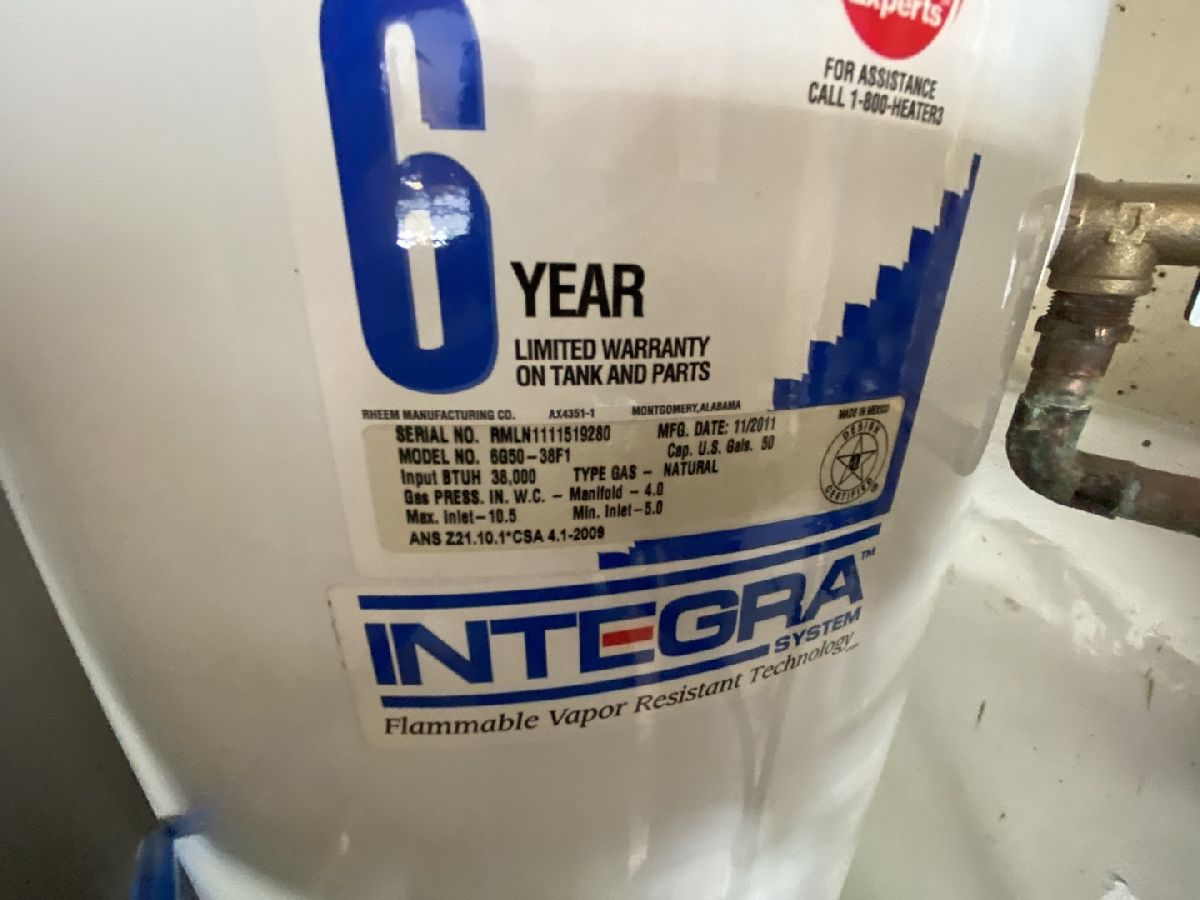 6
Experts
FOR ASSISTANCE
CALL 1-800-HEATER3
YEAR
LIMITED WARRANTY
ON TANK AND PARTS
RHEEM MANUFACTURING CO. AX4351-1 MONTGOMERY, ALABAMA
SERIAL NO. RMLN1111519280 MFG. DATE: 11/2011
MODEL NO. 6G50-38F1 Cap. U.S. Gals. 50
Input BTUH 38,000 TYPE GAS - NATURAL
Gas PRESS. IN. W.C. - Manifold - 4.0
Max. Inlet-10.5 Min. Inlet-5.0
ANS Z21.10.1*CSA 4.1-2009
MADE IN MEXICO
DESIGN
CERTIFIED
INTEGRA™
SYSTEM
Flammable Vapor Resistant Technology